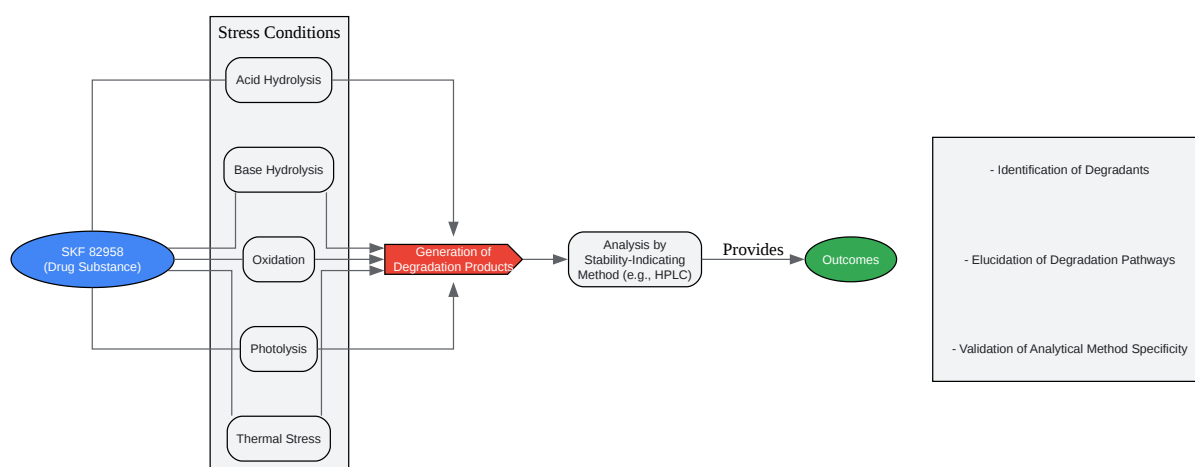 Stress Conditions
Acid Hydrolysis
Base Hydrolysis
SKF 82958
(Drug Substance)
Oxidation
Photolysis
Thermal Stress
Generation of
Degradation Products
Analysis by
Stability-Indicating
Method (e.g., HPLC)
Provides
Outcomes
- Identification of Degradants
- Elucidation of Degradation Pathways
- Validation of Analytical Method Specificity